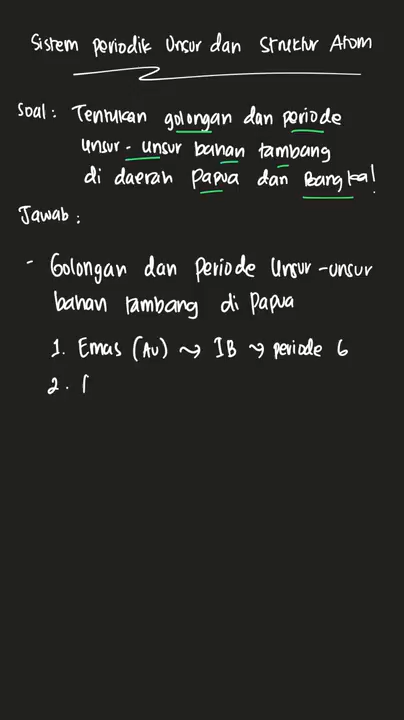 Sistem Periodik Unsur dan Struktur Atom
Soal : Tentukan golongan dan periode
unsur - unsur bahan tambang
di daerah Papua dan Bangka!
Jawab :
- Golongan dan Periode Unsur - unsur
bahan tambang di Papua
1. Emas (Au) ⤳ IB ⤳ periode 6
2.